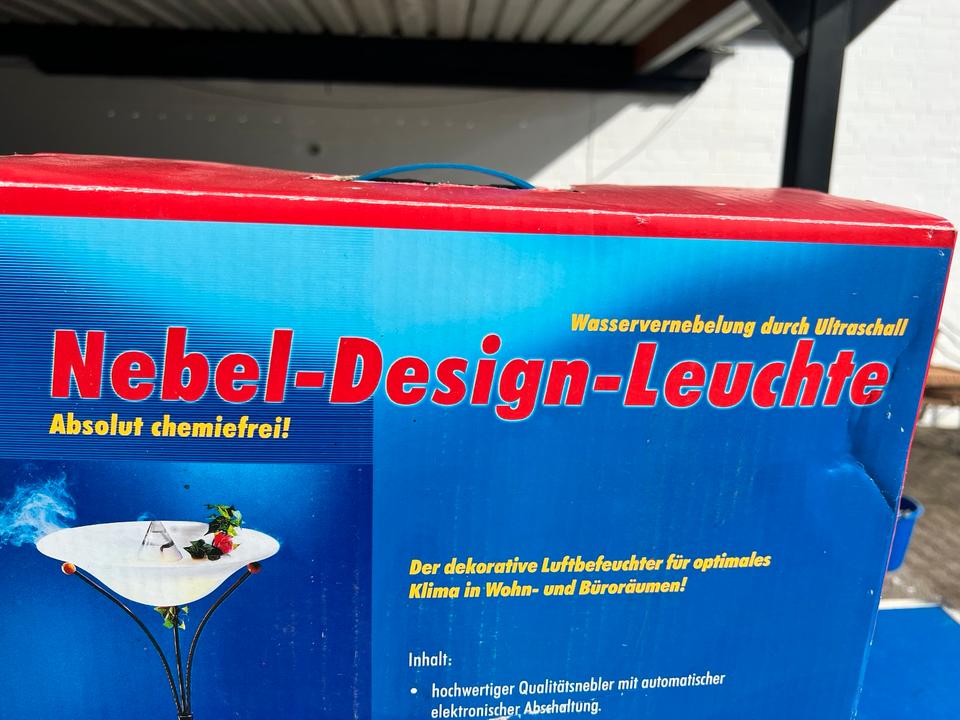 Wasservernebelung durch Ultraschall
Nebel-Design-Leuchte
Absolut chemiefrei!
Der dekorative Luftbefeuchter für optimales
Klima in Wohn- und Büroräumen!
Inhalt:
• hochwertiger Qualitätsnebler mit automatischer
elektronischer Abschaltung.